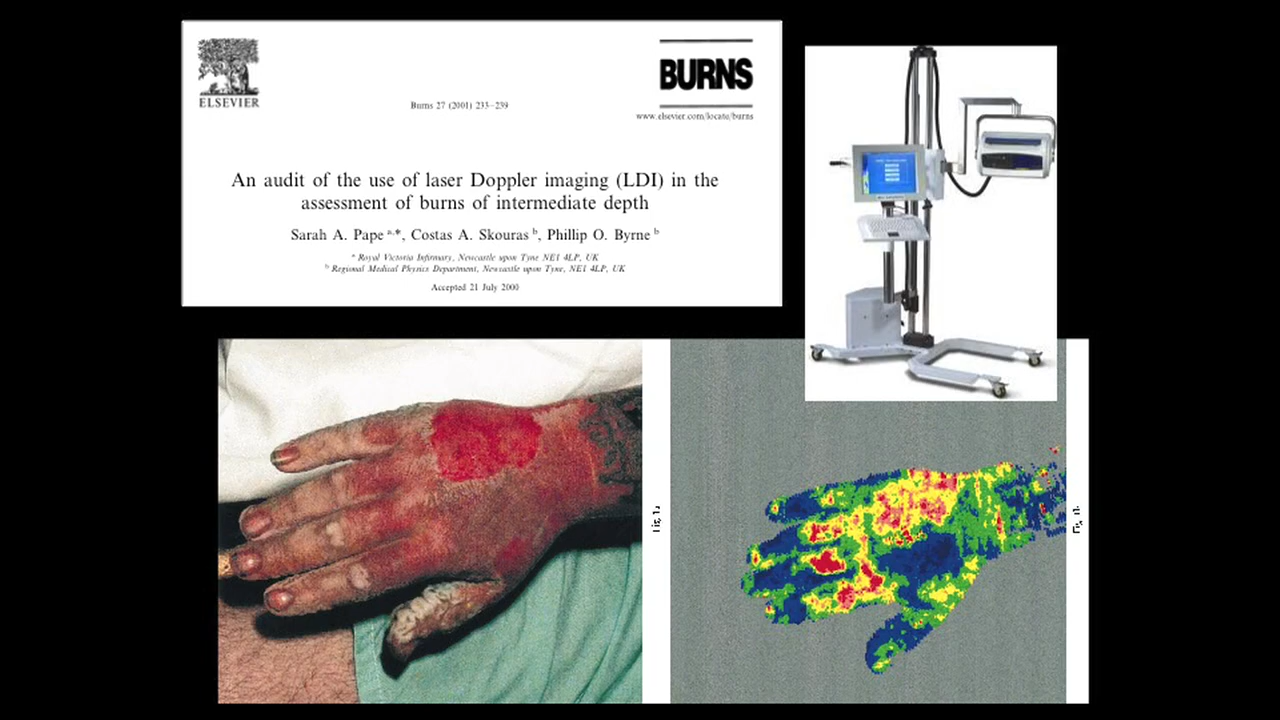 ELSEVIER
BURNS
Burns 27 (2001) 233–239
www.elsevier.com/locate/burns
An audit of the use of laser Doppler imaging (LDI) in the
assessment of burns of intermediate depth
Sarah A. Pape a,*, Costas A. Skouras b, Phillip O. Byrne b
a Royal Victoria Infirmary, Newcastle upon Tyne NE1 4LP, UK
b Regional Medical Physics Department, Newcastle upon Tyne, NE1 4LP, UK
Accepted 21 July 2000